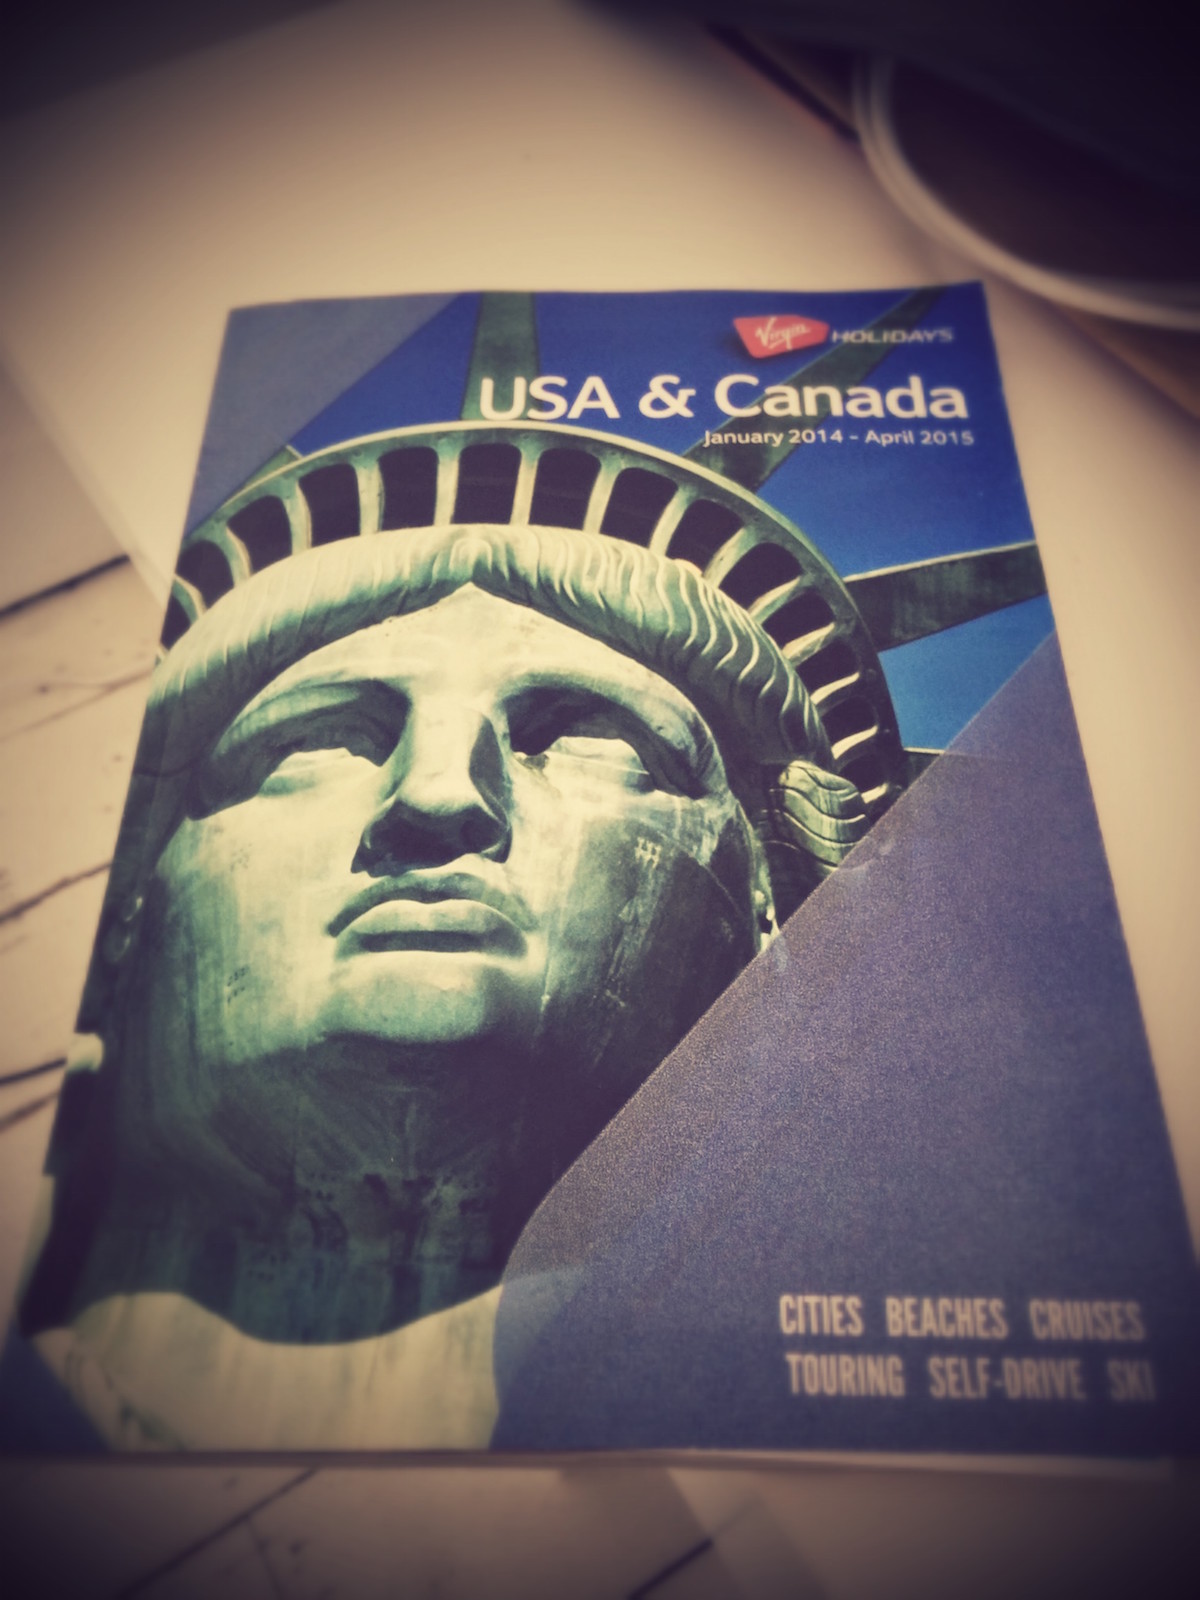 Virgin HOLIDAYS
USA & Canada
January 2014 - April 2015
CITIES BEACHES CRUISES
TOURING SELF-DRIVE SKI